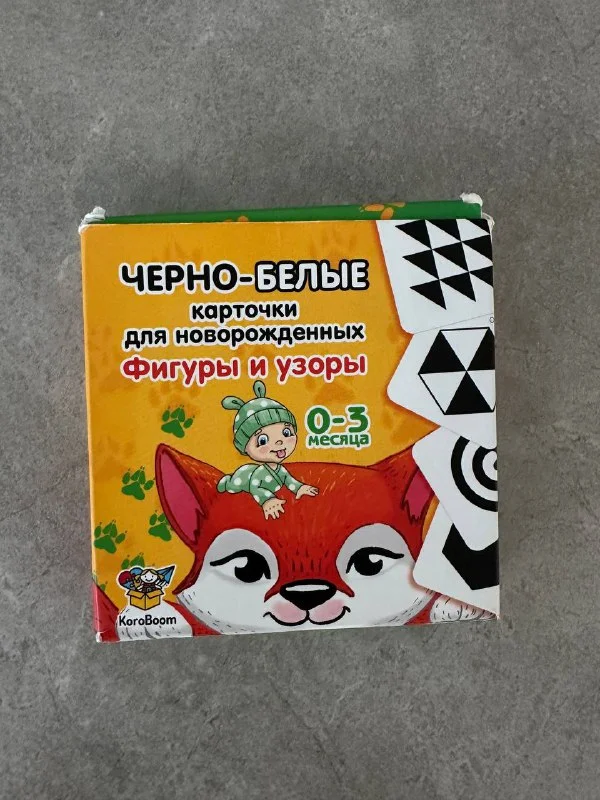 ЧЕРНО-БЕЛЫЕ
карточки
для новорожденных
Фигуры и узоры
0-3
месяца
KoroBoom